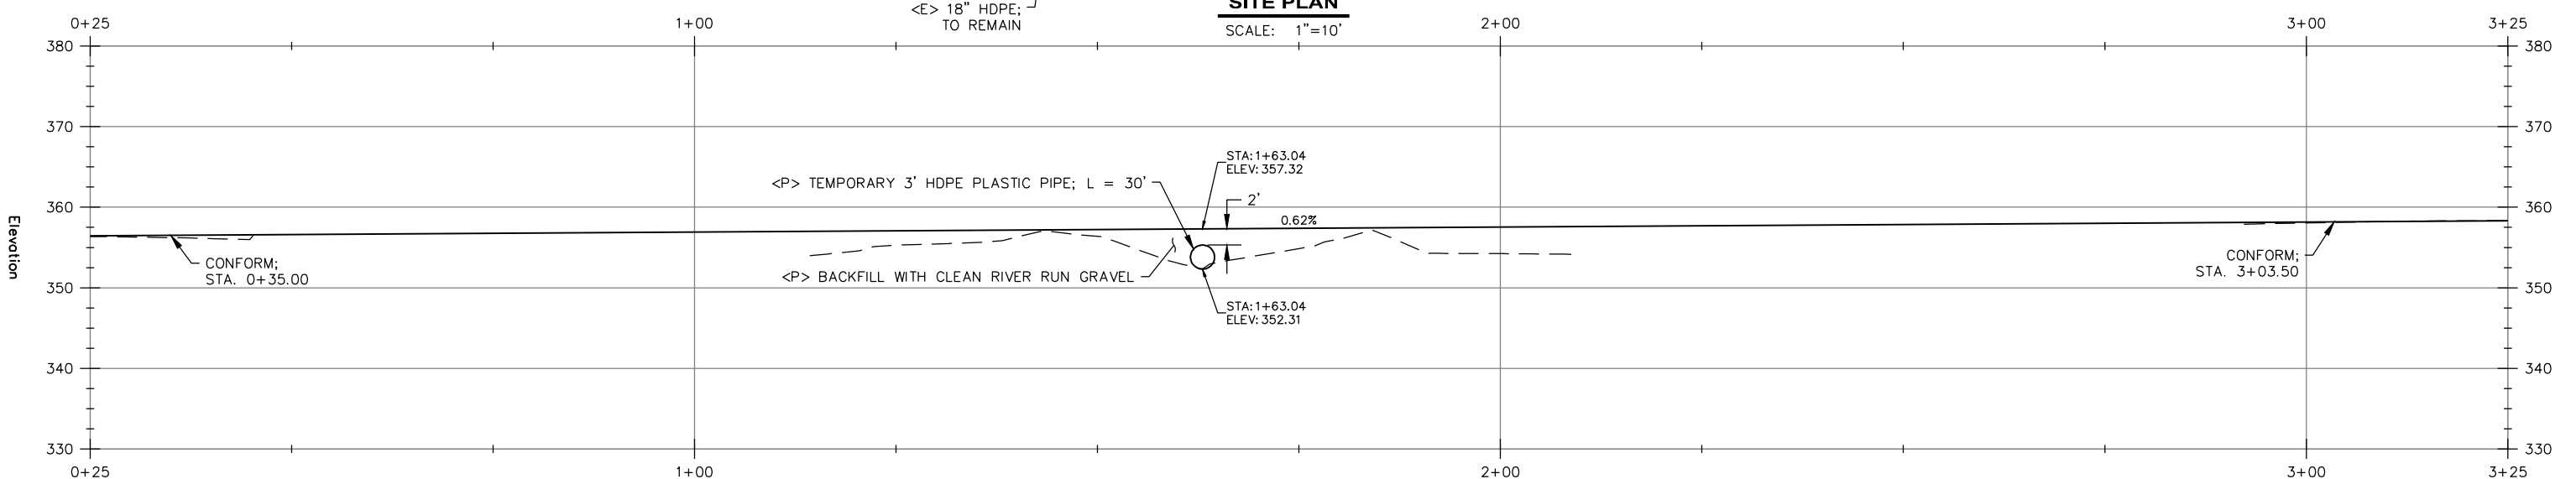 <E> 18" HDPE;
TO REMAIN
SITE PLAN
SCALE: 1"=10'
0+25 1+00 2+00 3+00 3+25
380 380
370 370
STA:1+63.04
ELEV:357.32
<P> TEMPORARY 3' HDPE PLASTIC PIPE; L = 30'
2'
360 360
0.62%
Elevation
CONFORM;
STA. 0+35.00
<P> BACKFILL WITH CLEAN RIVER RUN GRAVEL
CONFORM;
STA. 3+03.50
350 350
STA:1+63.04
ELEV:352.31
340 340
330 330
0+25 1+00 2+00 3+00 3+25